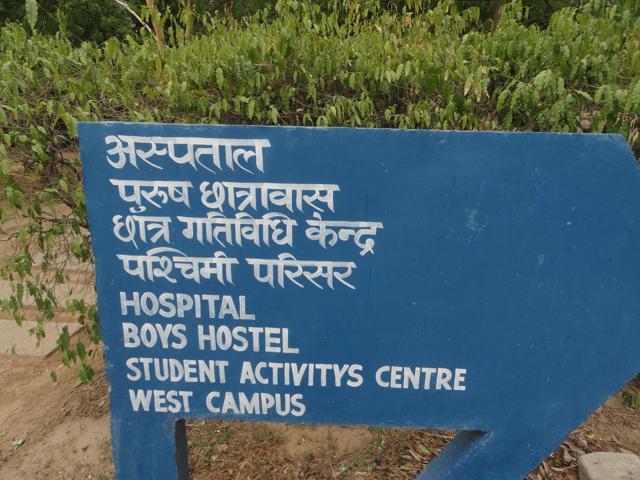 अस्पताल
पुरुष छात्रावास
छात्र गतिविधि केन्द्र
पश्चिमी परिसर
HOSPITAL
BOYS HOSTEL
STUDENT ACTIVITYS CENTRE
WEST CAMPUS